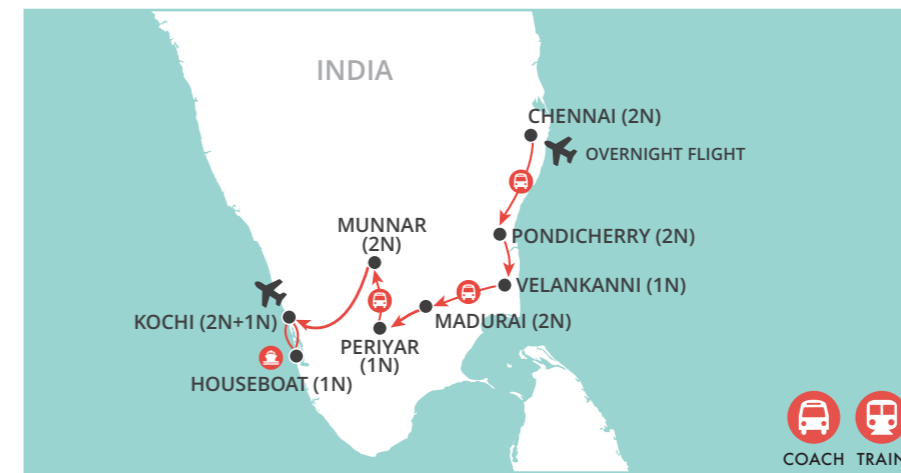 INDIA
CHENNAI (2N)
OVERNIGHT FLIGHT
MUNNAR
(2N)
PONDICHERRY (2N)
VELANKANNI (1N)
KOCHI (2N+1N)
MADURAI (2N)
PERIYAR
(1N)
HOUSEBOAT (1N)
COACH
TRAIN